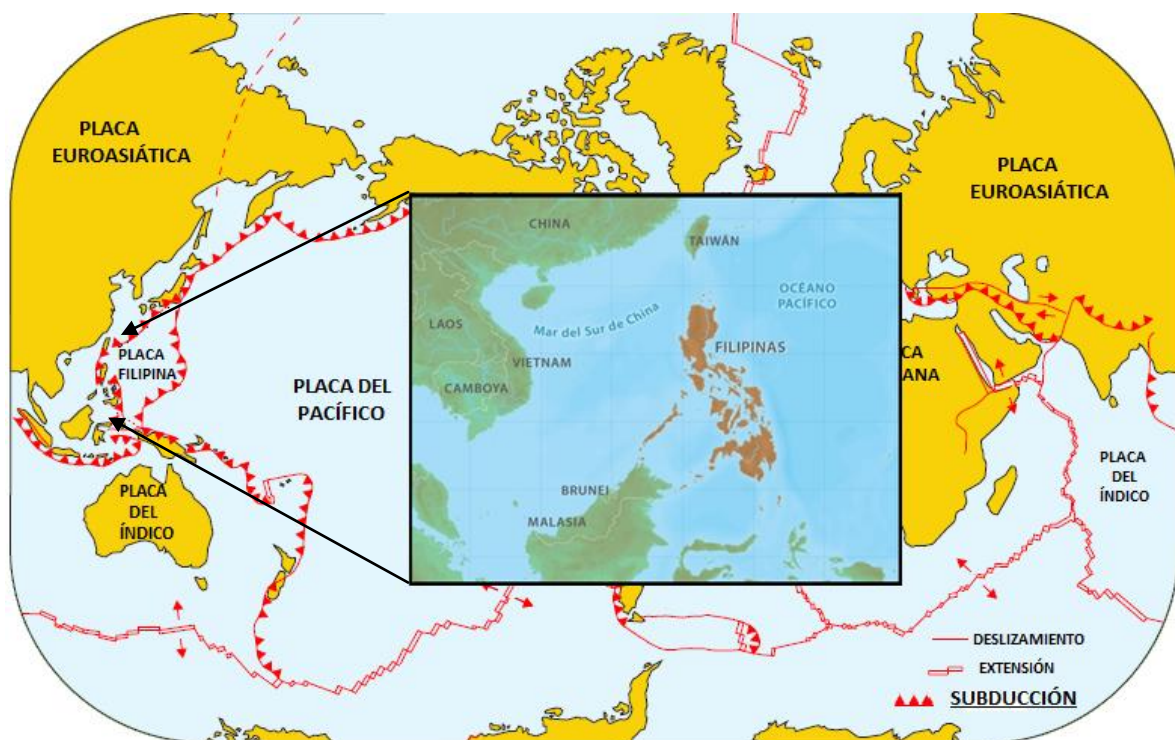 PLACA
EUROASIÁTICA
PLACA
EUROASIÁTICA
CHINA
TAIWÁN
OCÉANO
PACÍFICO
Mar del Sur de China
LAOS
VIETNAM
CAMBOYA
FILIPINAS
BRUNEI
MALASIA
PLACA
FILIPINA
PLACA DEL
PACÍFICO
CA
ANA
PLACA
DEL
ÍNDICO
PLACA
DEL
ÍNDICO
DESLIZAMIENTO
EXTENSIÓN
SUBDUCCIÓN